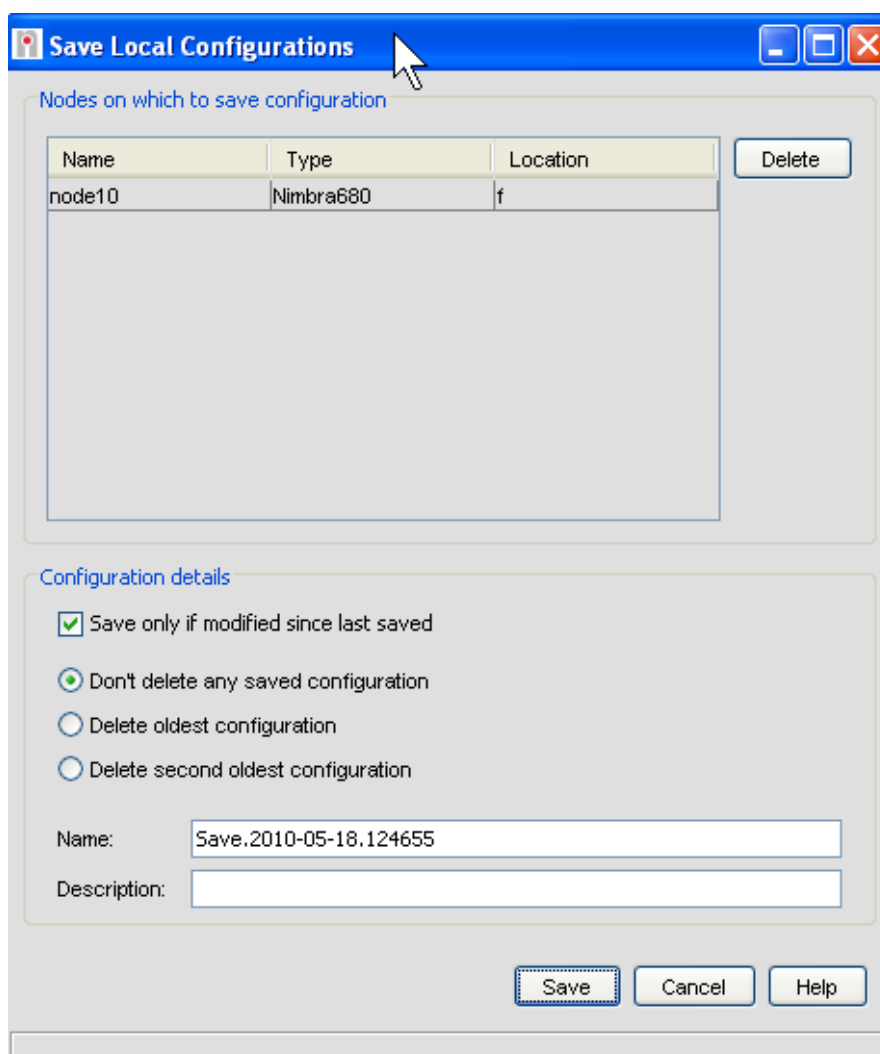 Save Local Configurations
Nodes on which to save configuration
Name Type Location Delete
node10 Nimbra680 f
Configuration details
Save only if modified since last saved
Don't delete any saved configuration
Delete oldest configuration
Delete second oldest configuration
Name: Save.2010-05-18.124655
Description:
Save Cancel Help